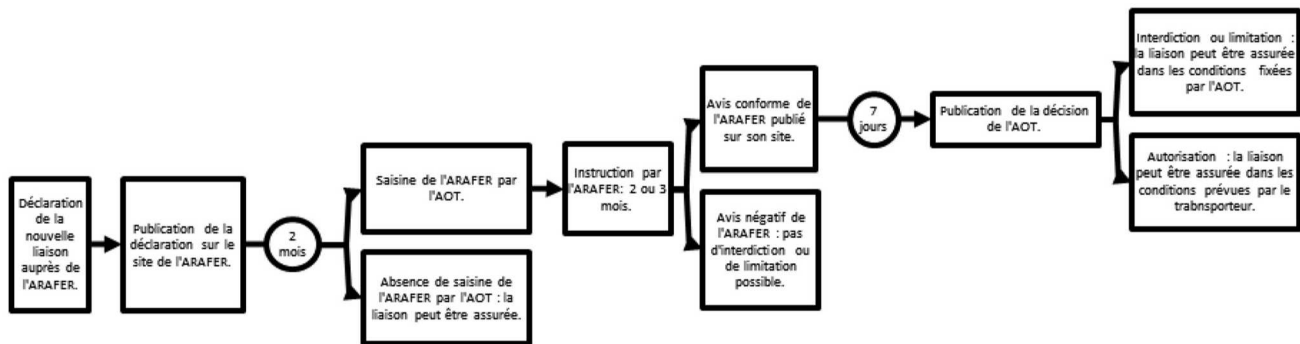 Déclaration
de la
nouvelle
liaison
auprès de
l'ARAFER.
Publication de la
déclaration sur le
site de l'ARAFER.
2
mois
Saisine de l'ARAFER par
l'AOT.
Absence de saisine de
l'ARAFER par l'AOT : la
liaison peut être assurée.
Instruction par
l'ARAFER: 2 ou 3
mois.
Avis conforme de
l'ARAFER publié
sur son site.
Avis négatif de
l'ARAFER : pas
d'interdiction ou
de limitation
possible.
7
jours
Publication de la décision
de l'AOT.
Interdiction ou limitation :
la liaison peut être assurée
dans les conditions fixées
par l'AOT.
Autorisation : la liaison
peut être assurée dans les
conditions prévues par le
trabnsporteur.